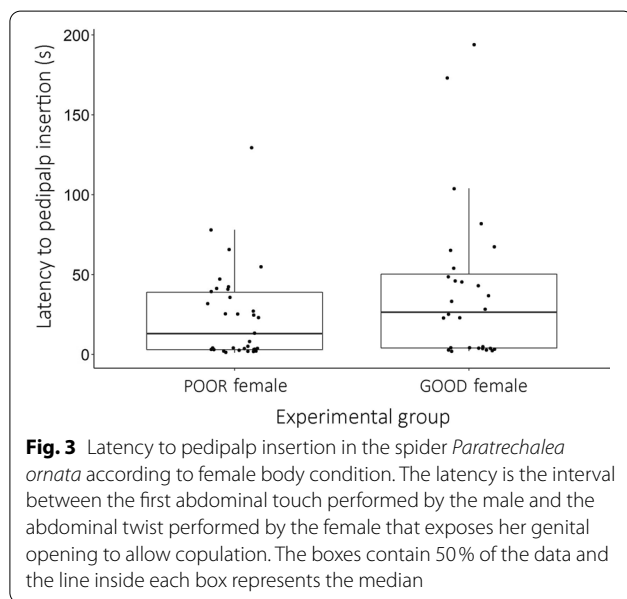 200
150
100
50
0
Latency to pedipalp insertion (s)
POOR female
GOOD female
Experimental group
Fig. 3 Latency to pedipalp insertion in the spider Paratrechalea
ornata according to female body condition. The latency is the interval
between the first abdominal touch performed by the male and the
abdominal twist performed by the female that exposes her genital
opening to allow copulation. The boxes contain 50% of the data and
the line inside each box represents the median